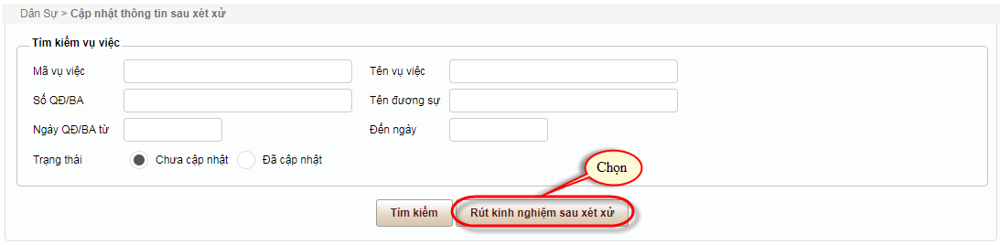 Dân Sự > Cập nhật thông tin sau xét xử
Tìm kiếm vụ việc
Mã vụ việc Tên vụ việc
Số QĐ/BA Tên đương sự
Ngày QĐ/BA từ Đến ngày
Trạng thái Chưa cập nhật Đã cập nhật
Chọn
Tìm kiếm Rút kinh nghiệm sau xét xử